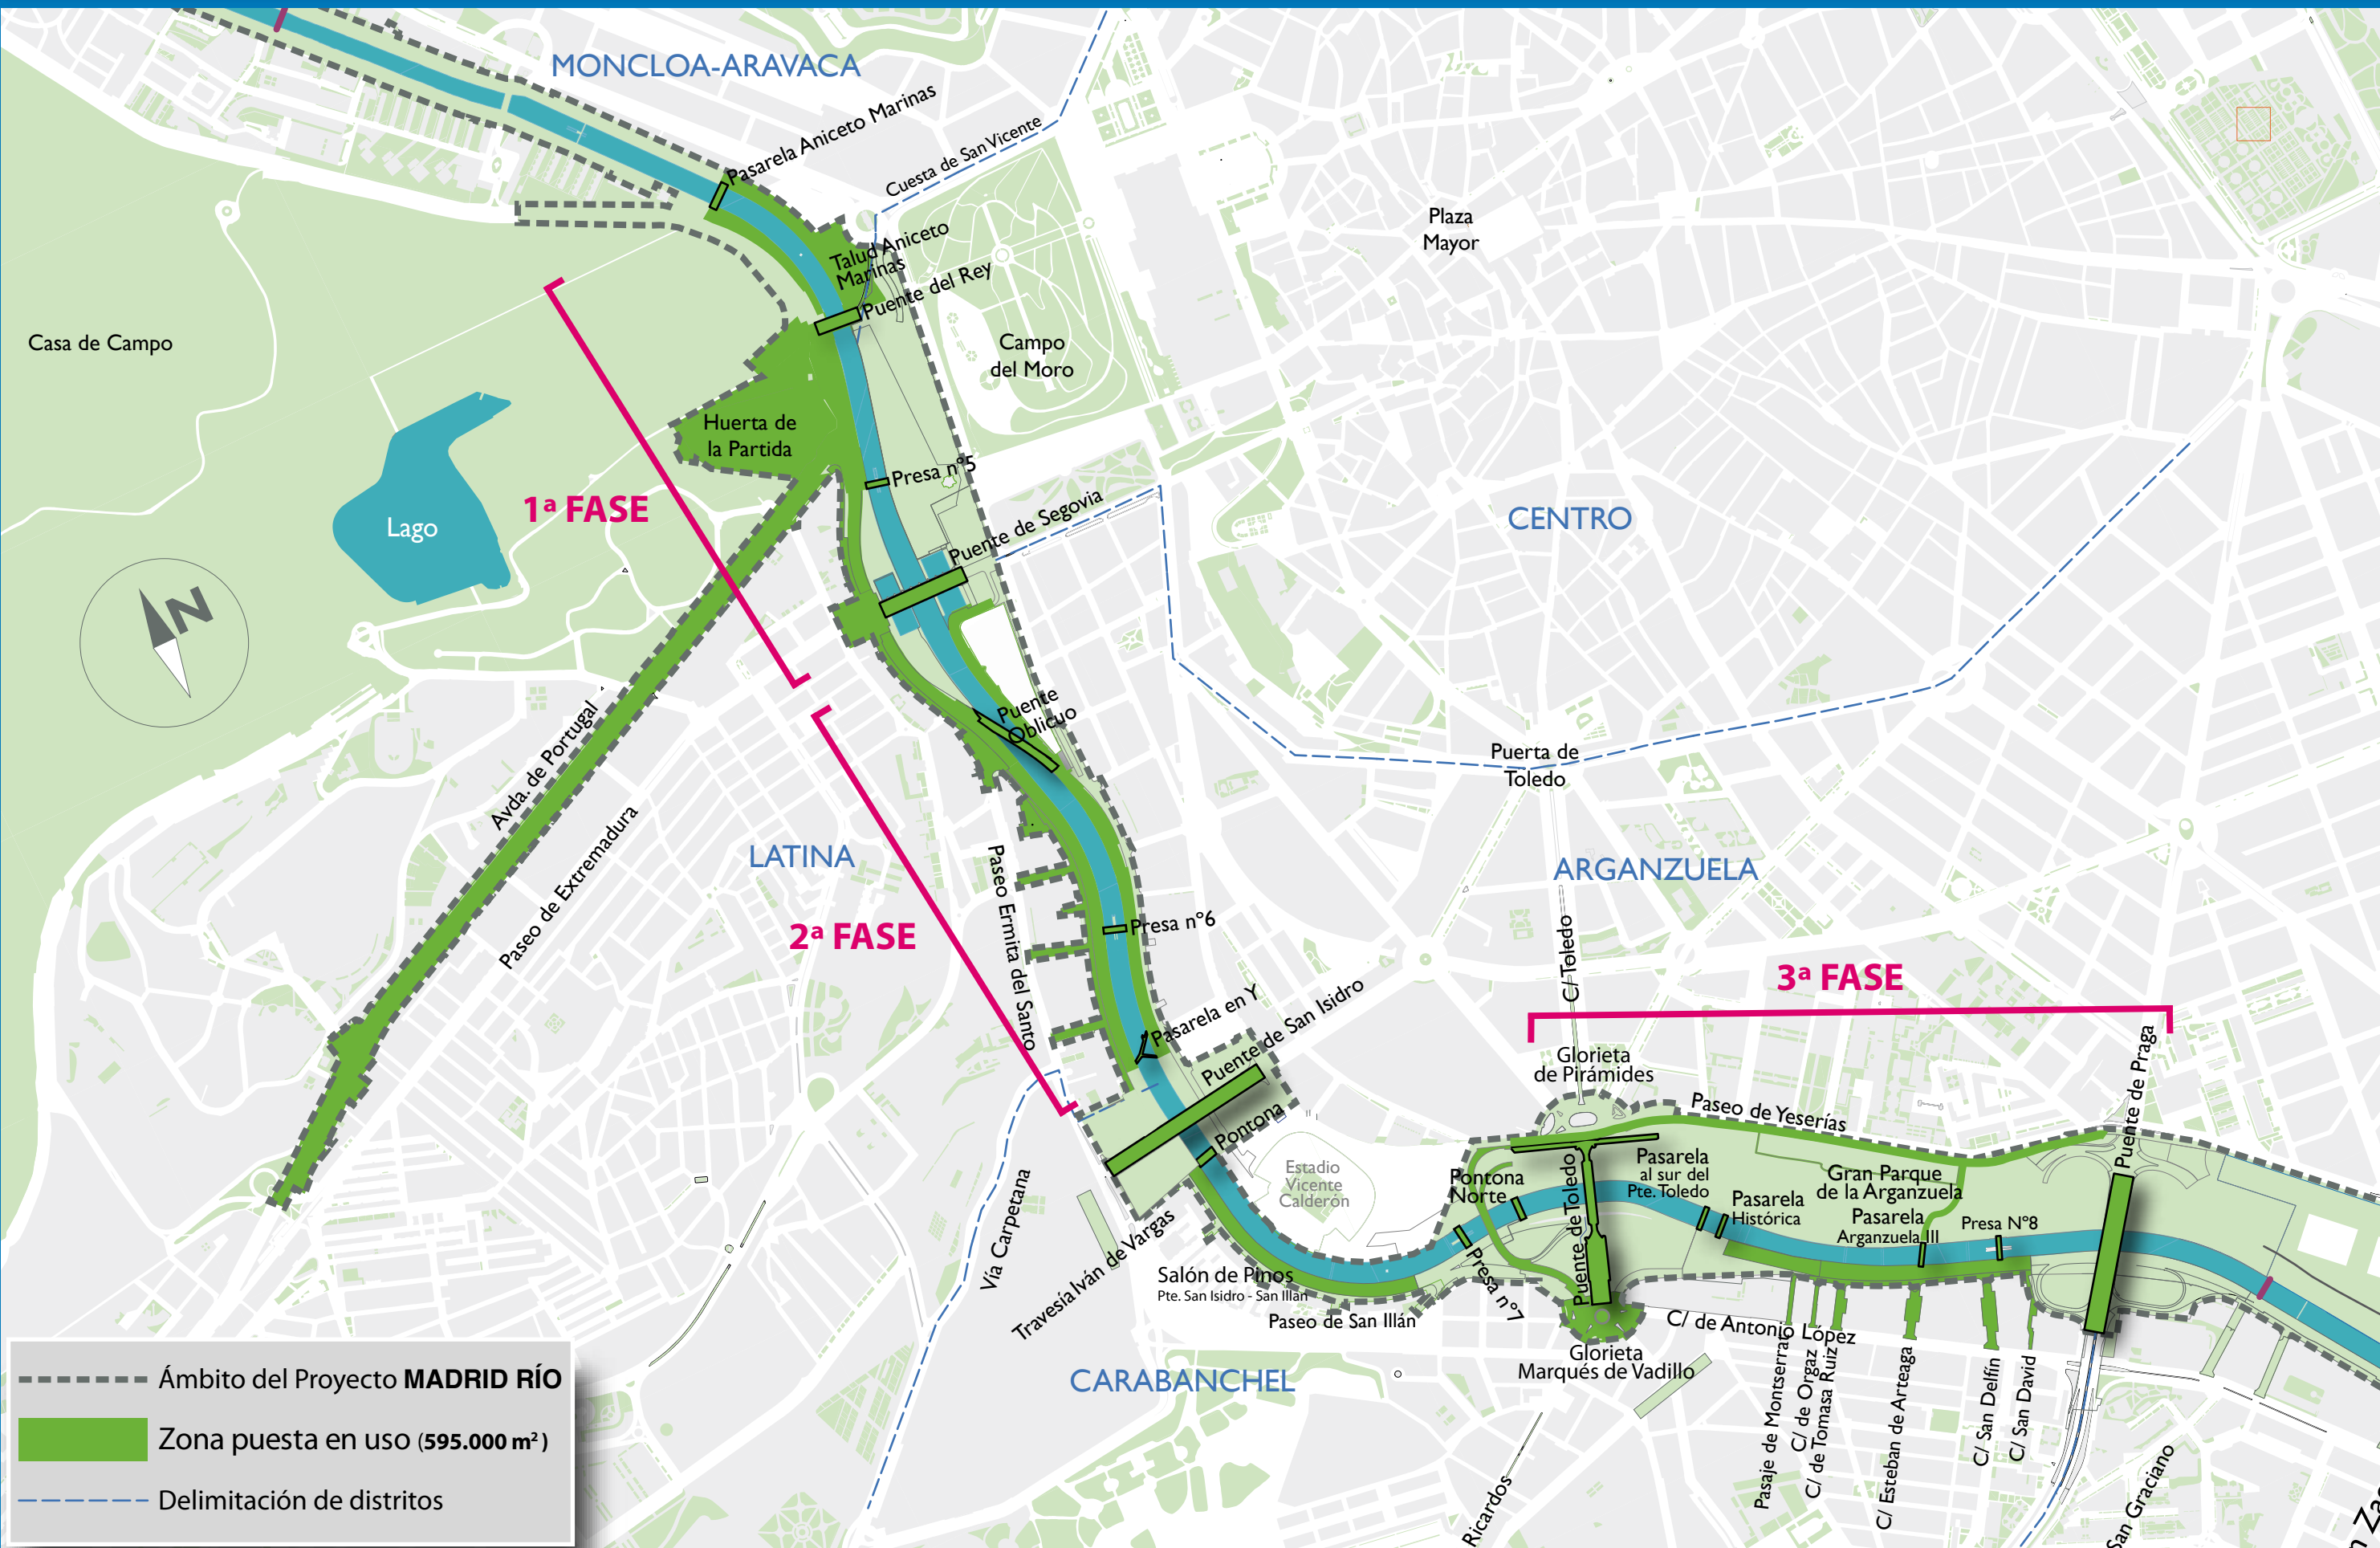 MONCLOA-ARAVACA
Pasarela Aniceto Marinas
Cuesta de San Vicente
Talud Aniceto
Marinas
Puente del Rey
Plaza
Mayor
Casa de Campo
Campo
del Moro
Huerta de
la Partida
Presa nº5
1ª FASE
Lago
Puente de Segovia
CENTRO
N
Puente
Oblicuo
Avda. de Portugal
Paseo de Extremadura
Puerta de
Toledo
LATINA
ARGANZUELA
Paseo Ermita del Santo
2ª FASE
Presa nº6
C/Toledo
3ª FASE
Pasarela en Y
Puente de San Isidro
Pontona
Glorieta
de Pirámides
Paseo de Yeserías
Puente de Praga
Estadio
Vicente
Calderón
Pontona
Norte
Puente de Toledo
Pasarela
al sur del
Pte. Toledo
Pasarela
Histórica
Gran Parque
de la Arganzuela
Pasarela
Arganzuela III
Presa Nº8
Vía Carpetana
Travesía Iván de Vargas
Salón de Pinos
Pte. San Isidro - San Illán
Paseo de San Illán
Presa nº7
Glorieta
Marqués de Vadillo
C/ de Antonio López
CARABANCHEL
Pasaje de Montserrat
C/ de Orgaz
C/ de Tomasa Ruiz
C/ Esteban de Arteaga
C/ San Delfín
C/ San David
San Graciano
Ricardos
Ámbito del Proyecto MADRID RÍO
Zona puesta en uso (595.000 m²)
Delimitación de distritos